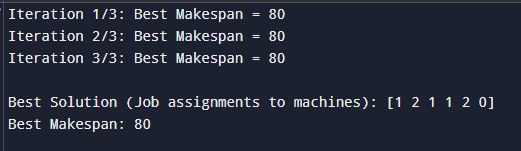 Iteration 1/3: Best Makespan = 80
Iteration 2/3: Best Makespan = 80
Iteration 3/3: Best Makespan = 80
Best Solution (Job assignments to machines): [1 2 1 1 2 0]
Best Makespan: 80